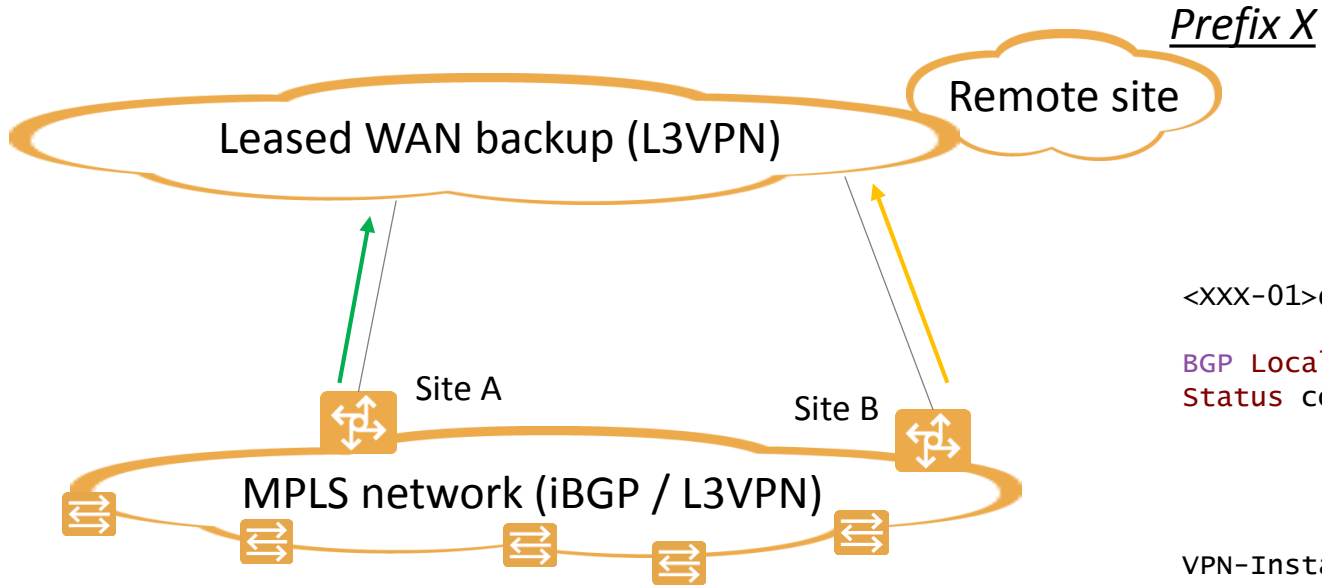 Prefix X
Remote site
Leased WAN backup (L3VPN)
<XXX-01>
BGP Local
Status
Site A
Site B
MPLS network (iBGP / L3VPN)
VPN-Insta